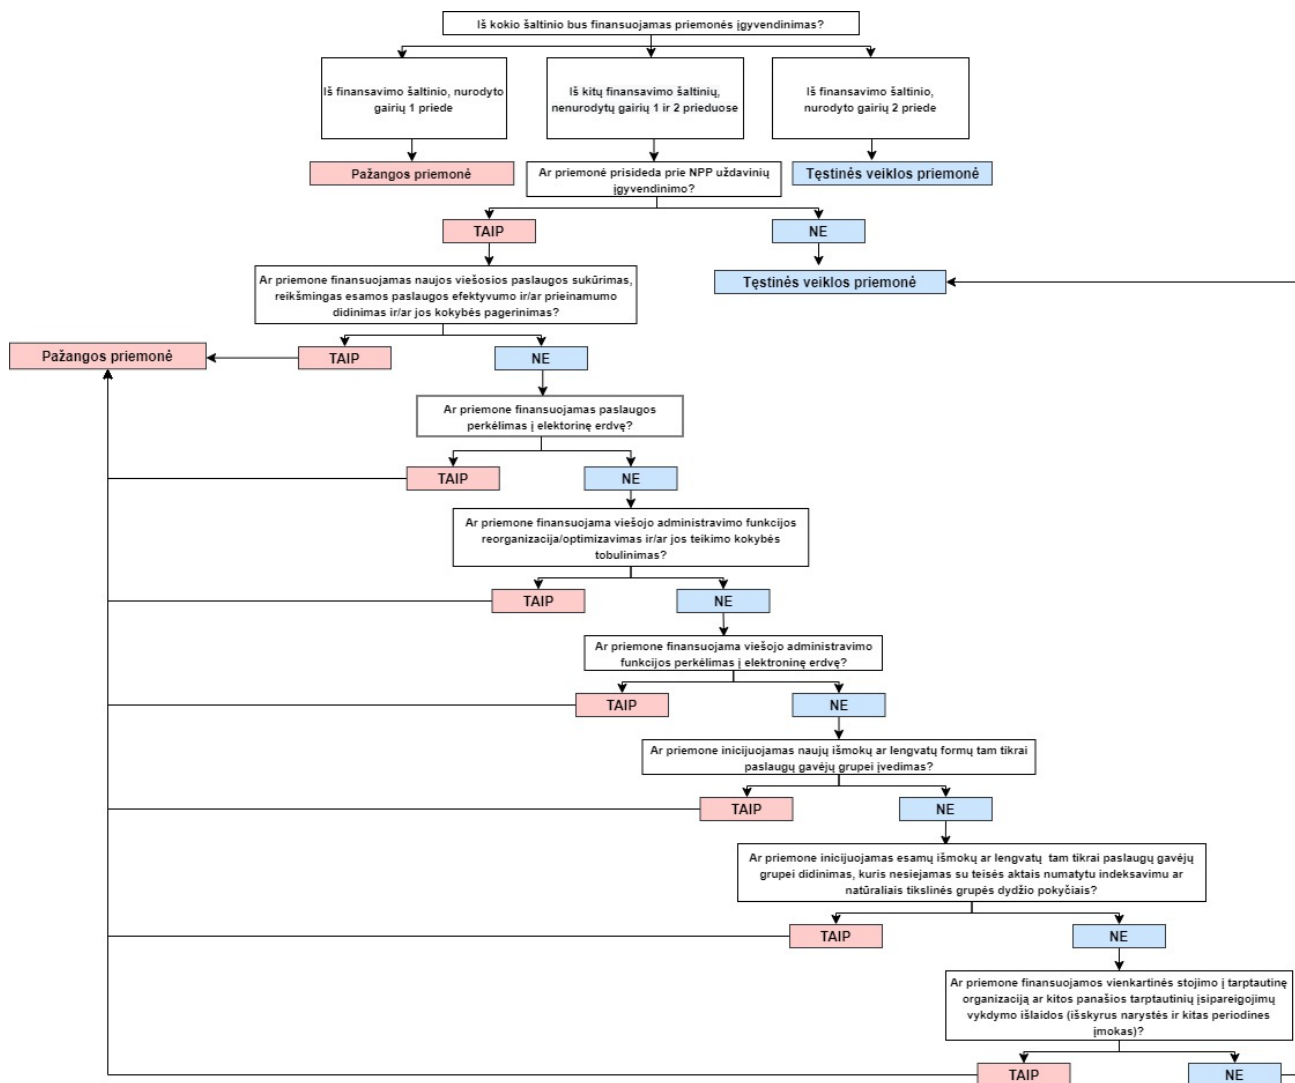 Iš kokio šaltinio bus finansuojamas priemonės įgyvendinimas?
Iš finansavimo šaltinio, nurodyto
gairių 1 priede
Iš kitų finansavimo šaltinių,
nenurodytų gairių 1 ir 2 prieduose
Iš finansavimo šaltinio,
nurodyto gairių 2 priede
Pažangos priemonė
Ar priemonė prisideda prie NPP uždavinių
įgyvendinimo?
Tęstinės veiklos priemonė
TAIP
NE
Ar priemone finansuojamas naujos viešosios paslaugos sukūrimas,
reikšmingas esamos paslaugos efektyvumo ir/ar prieinamumo
didinimas ir/ar jos kokybės pagerinimas?
Tęstinės veiklos priemonė
Pažangos priemonė
TAIP
NE
Ar priemone finansuojamas paslaugos
perkėlimas į elektorinę erdvę?
TAIP
NE
Ar priemone finansuojama viešojo administravimo funkcijos
reorganizacija/optimizavimas ir/ar jos teikimo kokybės
tobulinimas?
TAIP
NE
Ar priemone finansuojama viešojo administravimo
funkcijos perkėlimas į elektroninę erdvę?
TAIP
NE
Ar priemone inicijuojamas naujų išmokų ar lengvatų formų tam tikrai
paslaugų gavėjų grupei įvedimas?
TAIP
NE
Ar priemone inicijuojamas esamų išmokų ar lengvatų tam tikrai paslaugų gavėjų
grupei didinimas, kuris nesiejamas su teisės aktais numatytu indeksavimu ar
natūraliais tikslinės grupės dydžio pokyčiais?
TAIP
NE
Ar priemone finansuojamos vienkartinės stojimo į tarptautinę
organizaciją ar kitos panašios tarptautinių įsipareigojimų
vykdymo išlaidos (išskyrus narystės ir kitas periodines
įmokas)?
TAIP
NE